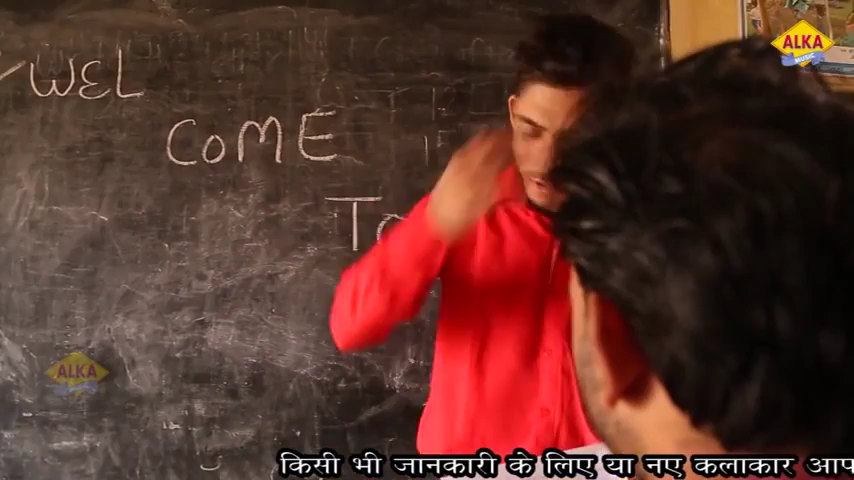 WEL
COME
ALKA
MUSIC
ALKA
किसी भी जानकारी के लिए या नए कलाकार आप